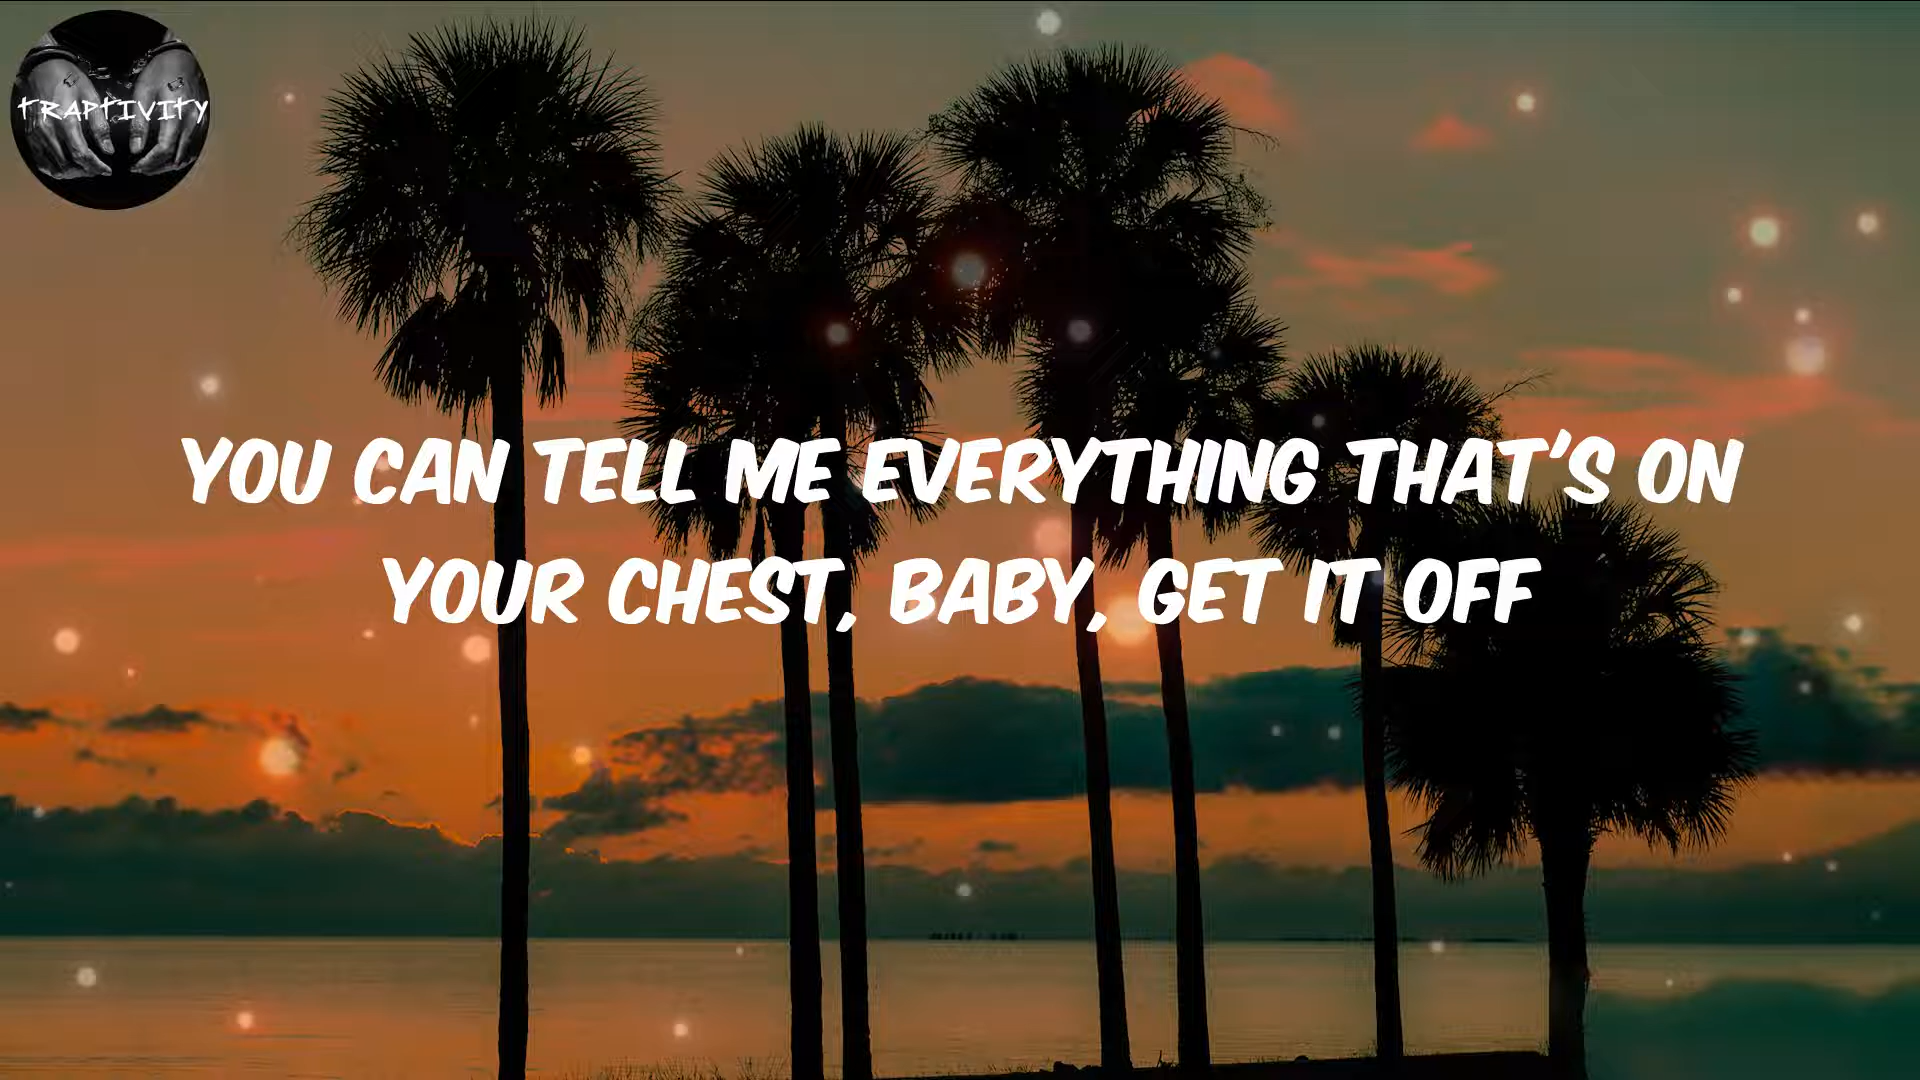 TRAPTIVITY
YOU CAN TELL ME EVERYTHING THAT'S ON
YOUR CHEST, BABY, GET IT OFF